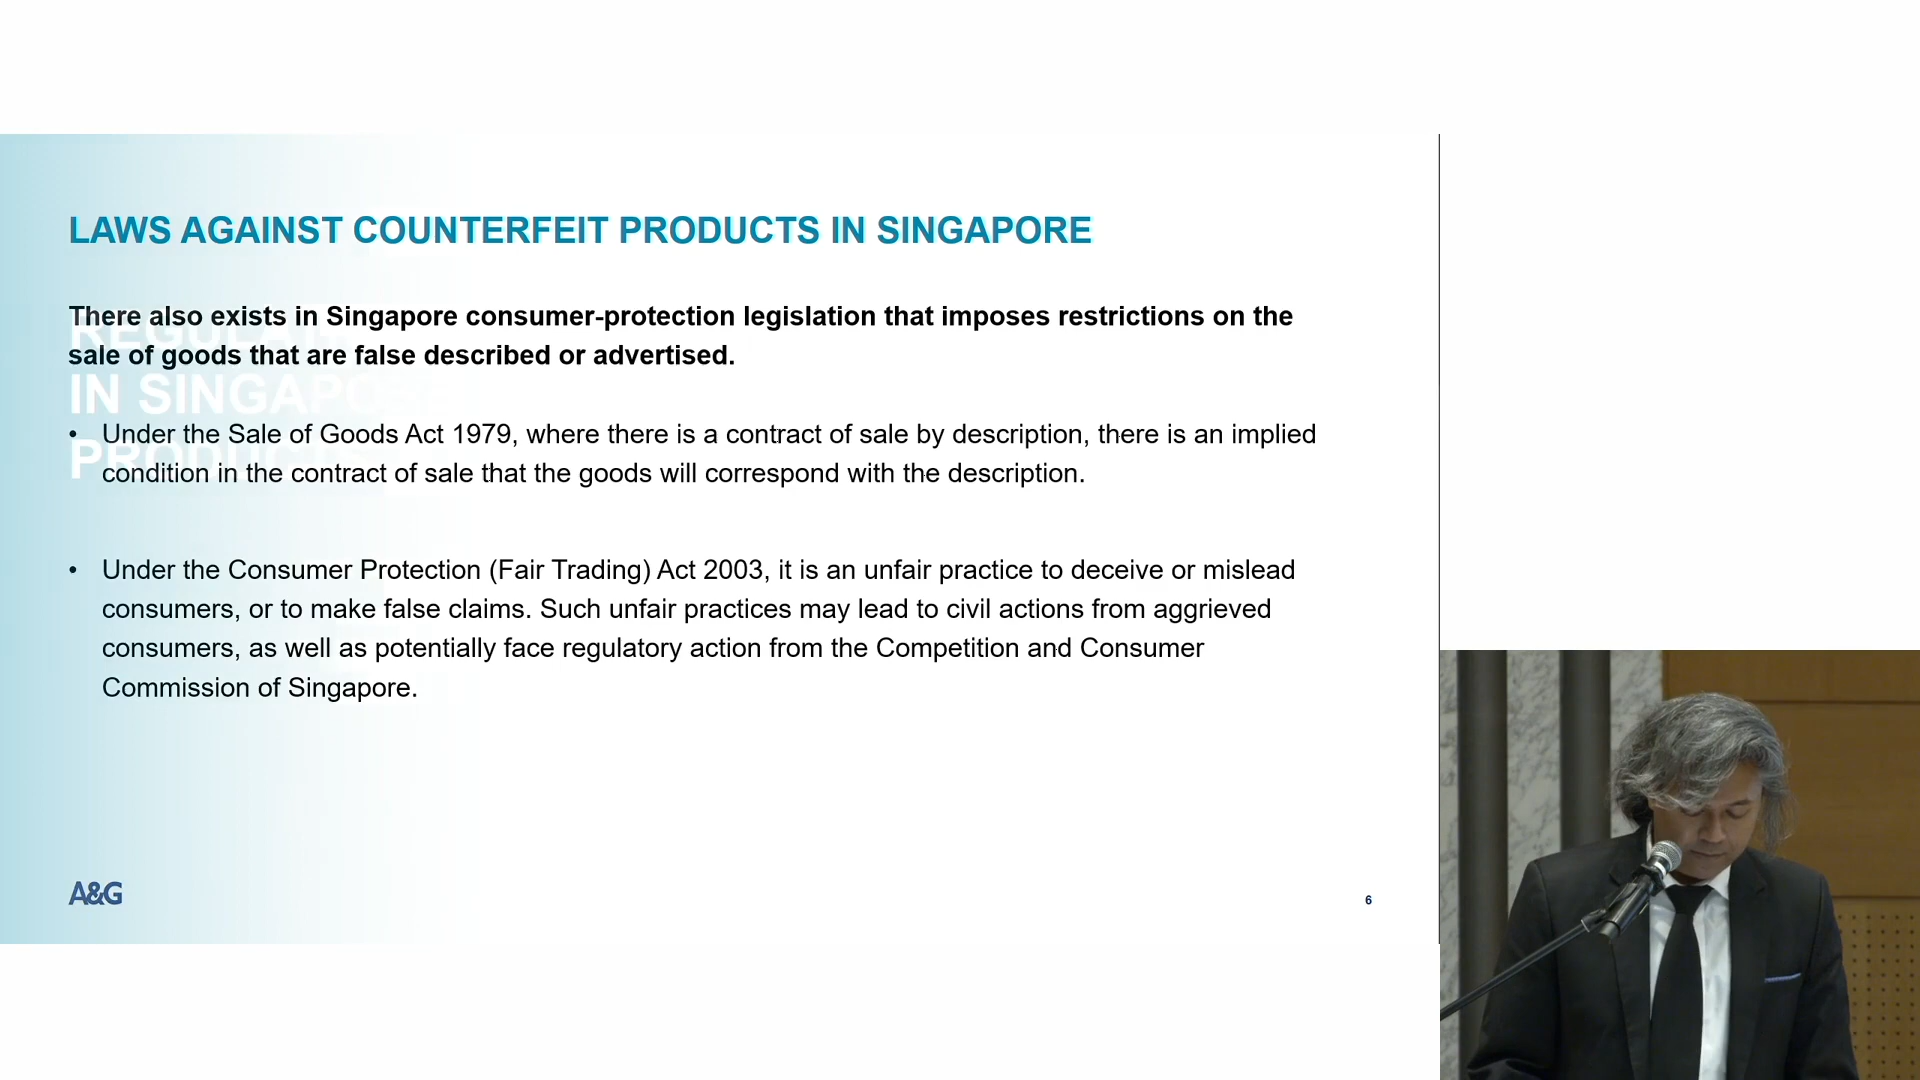 LAWS AGAINST COUNTERFEIT PRODUCTS IN SINGAPORE
There also exists in Singapore consumer-protection legislation that imposes restrictions on the
sale of goods that are false described or advertised.
• Under the Sale of Goods Act 1979, where there is a contract of sale by description, there is an implied
condition in the contract of sale that the goods will correspond with the description.
• Under the Consumer Protection (Fair Trading) Act 2003, it is an unfair practice to deceive or mislead
consumers, or to make false claims. Such unfair practices may lead to civil actions from aggrieved
consumers, as well as potentially face regulatory action from the Competition and Consumer
Commission of Singapore.
IN
A&G
6